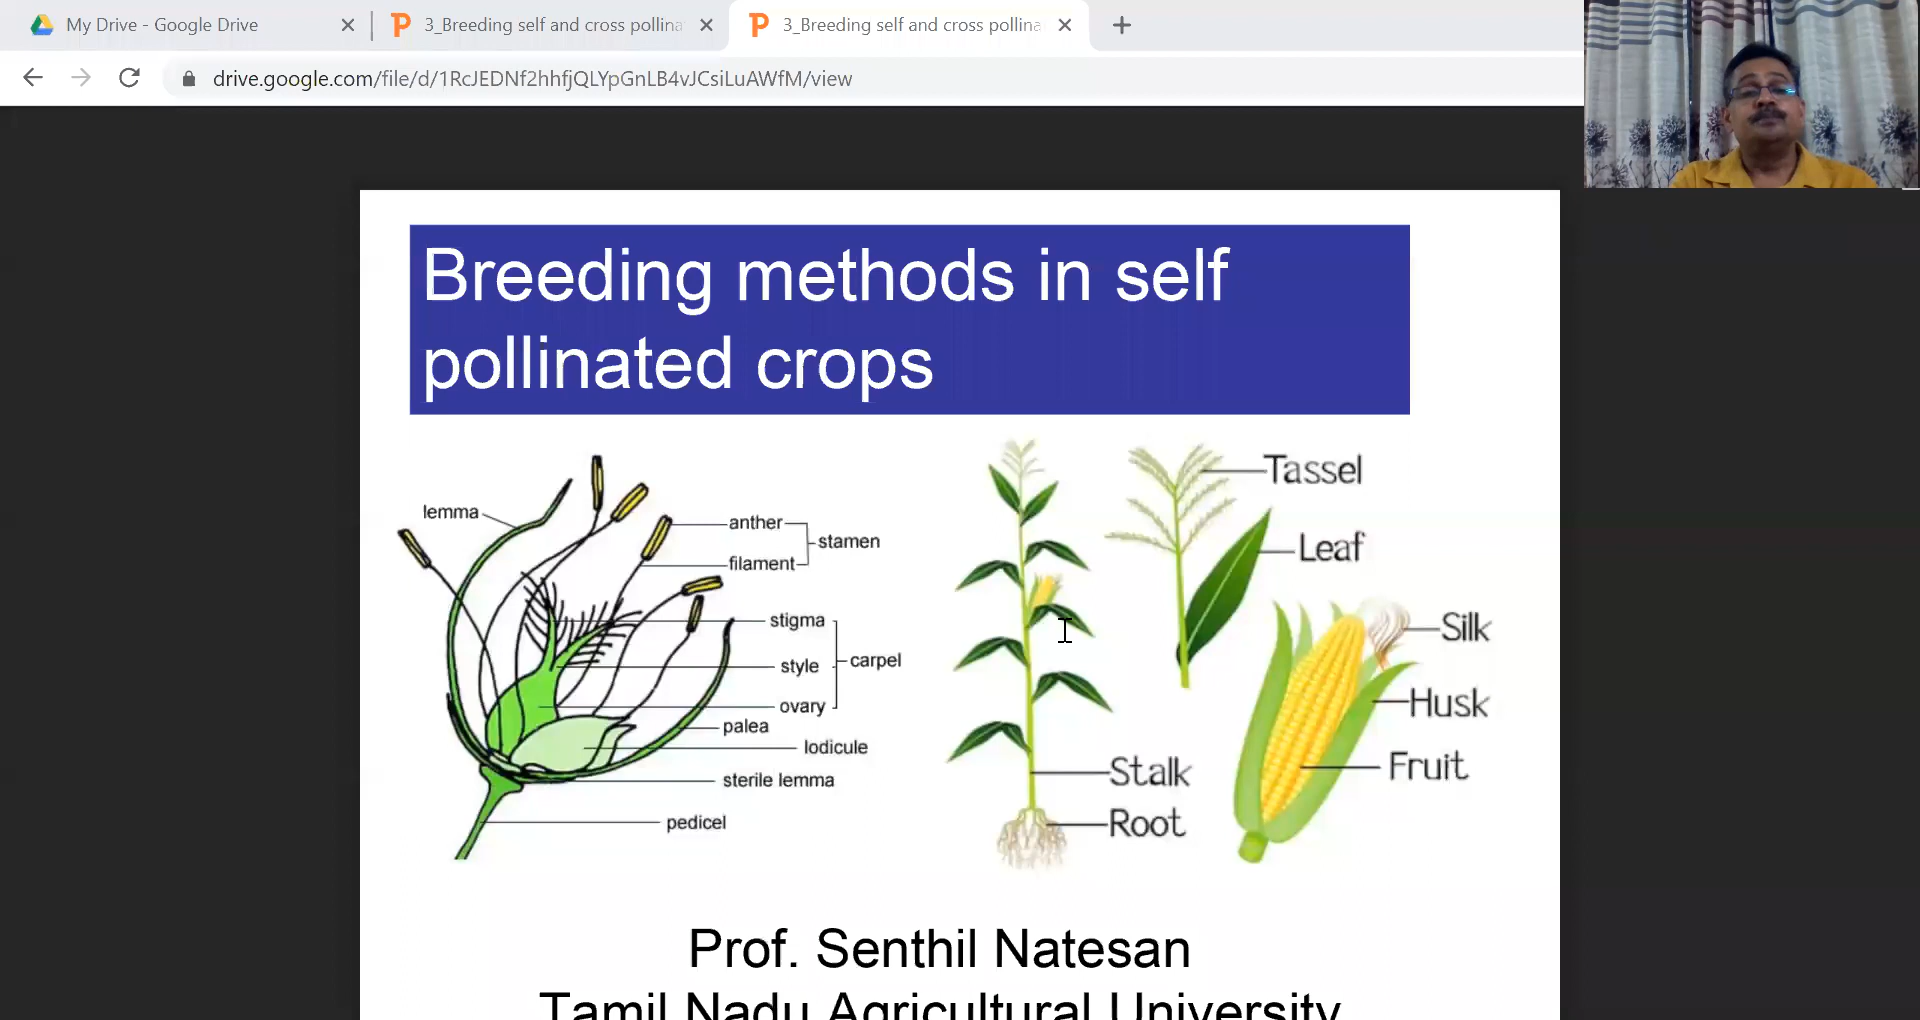 My Drive - Google Drive
3_Breeding self and cross pollina
3_Breeding self and cross pollina
drive.google.com/file/d/1RcJEDNf2hhfjQLYpGnLB4vJCsiLuAWfM/view
Breeding methods in self
pollinated crops
lemma
anther
stamen
filament
stigma
style
carpel
ovary
palea
lodicule
sterile lemma
pedicel
Tassel
Leaf
Silk
Husk
Fruit
Stalk
Root
Prof. Senthil Natesan
Tamil Nadu Agricultural University